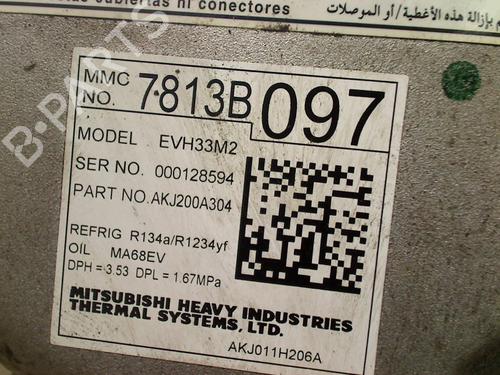 tas cubiertas ni conectores
م بإزالة هذه الأغطية/أو الموصلات
B-PARTS
MMC NO. 7813B097
MODEL EVH33M2
SER NO. 000128594
PART NO. AKJ200A304
REFRIG R134a/R1234yf
OIL MA68EV
DPH = 3.53 DPL = 1.67MPa
MITSUBISHI HEAVY INDUSTRIES
THERMAL SYSTEMS, LTD.
AKJ011H206A